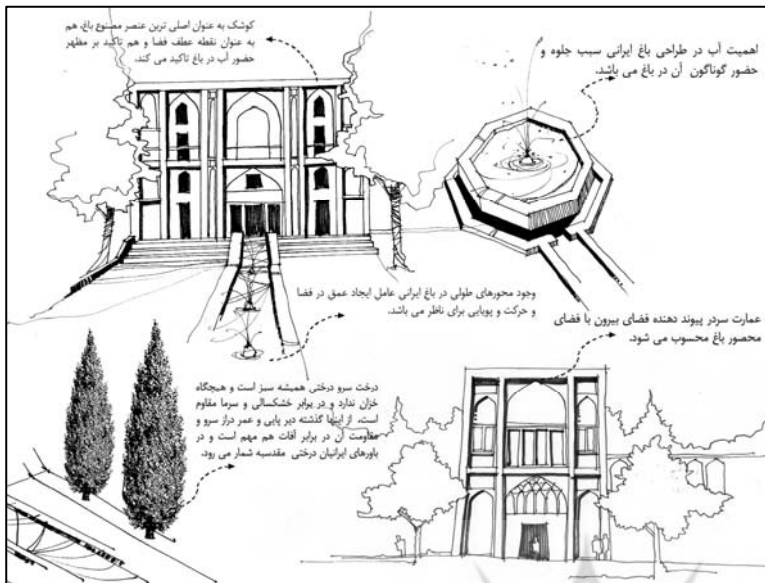 کوشک به عنوان اصلی ترین عنصر مصنوع باغ، هم
به عنوان نقطه عطف فضا و هم تاکید بر مظهر
حضور آب در باغ تاکید می کند.
اهمیت آب در طراحی باغ ایرانی سبب جلوه و
حضور گوناگون آن در باغ می باشد.
وجود محورهای طولی در باغ ایرانی عامل ایجاد عمق در فضا
و حرکت و پویایی برای ناظر می باشد.
عمارت سردر پیوند دهنده فضای بیرون با فضای
محصور باغ محسوب می شود.
درخت سرو درختی همیشه سبز است و هیچگاه
خزان ندارد و در برابر خشکسالی و سرما مقاوم
است. از اینها گذشته دیر پایی و عمر دراز سرو و
مقاومت آن در برابر آفات هم مهم است و در
باورهای ایرانیان درختی مقدسبه شمار می رود.